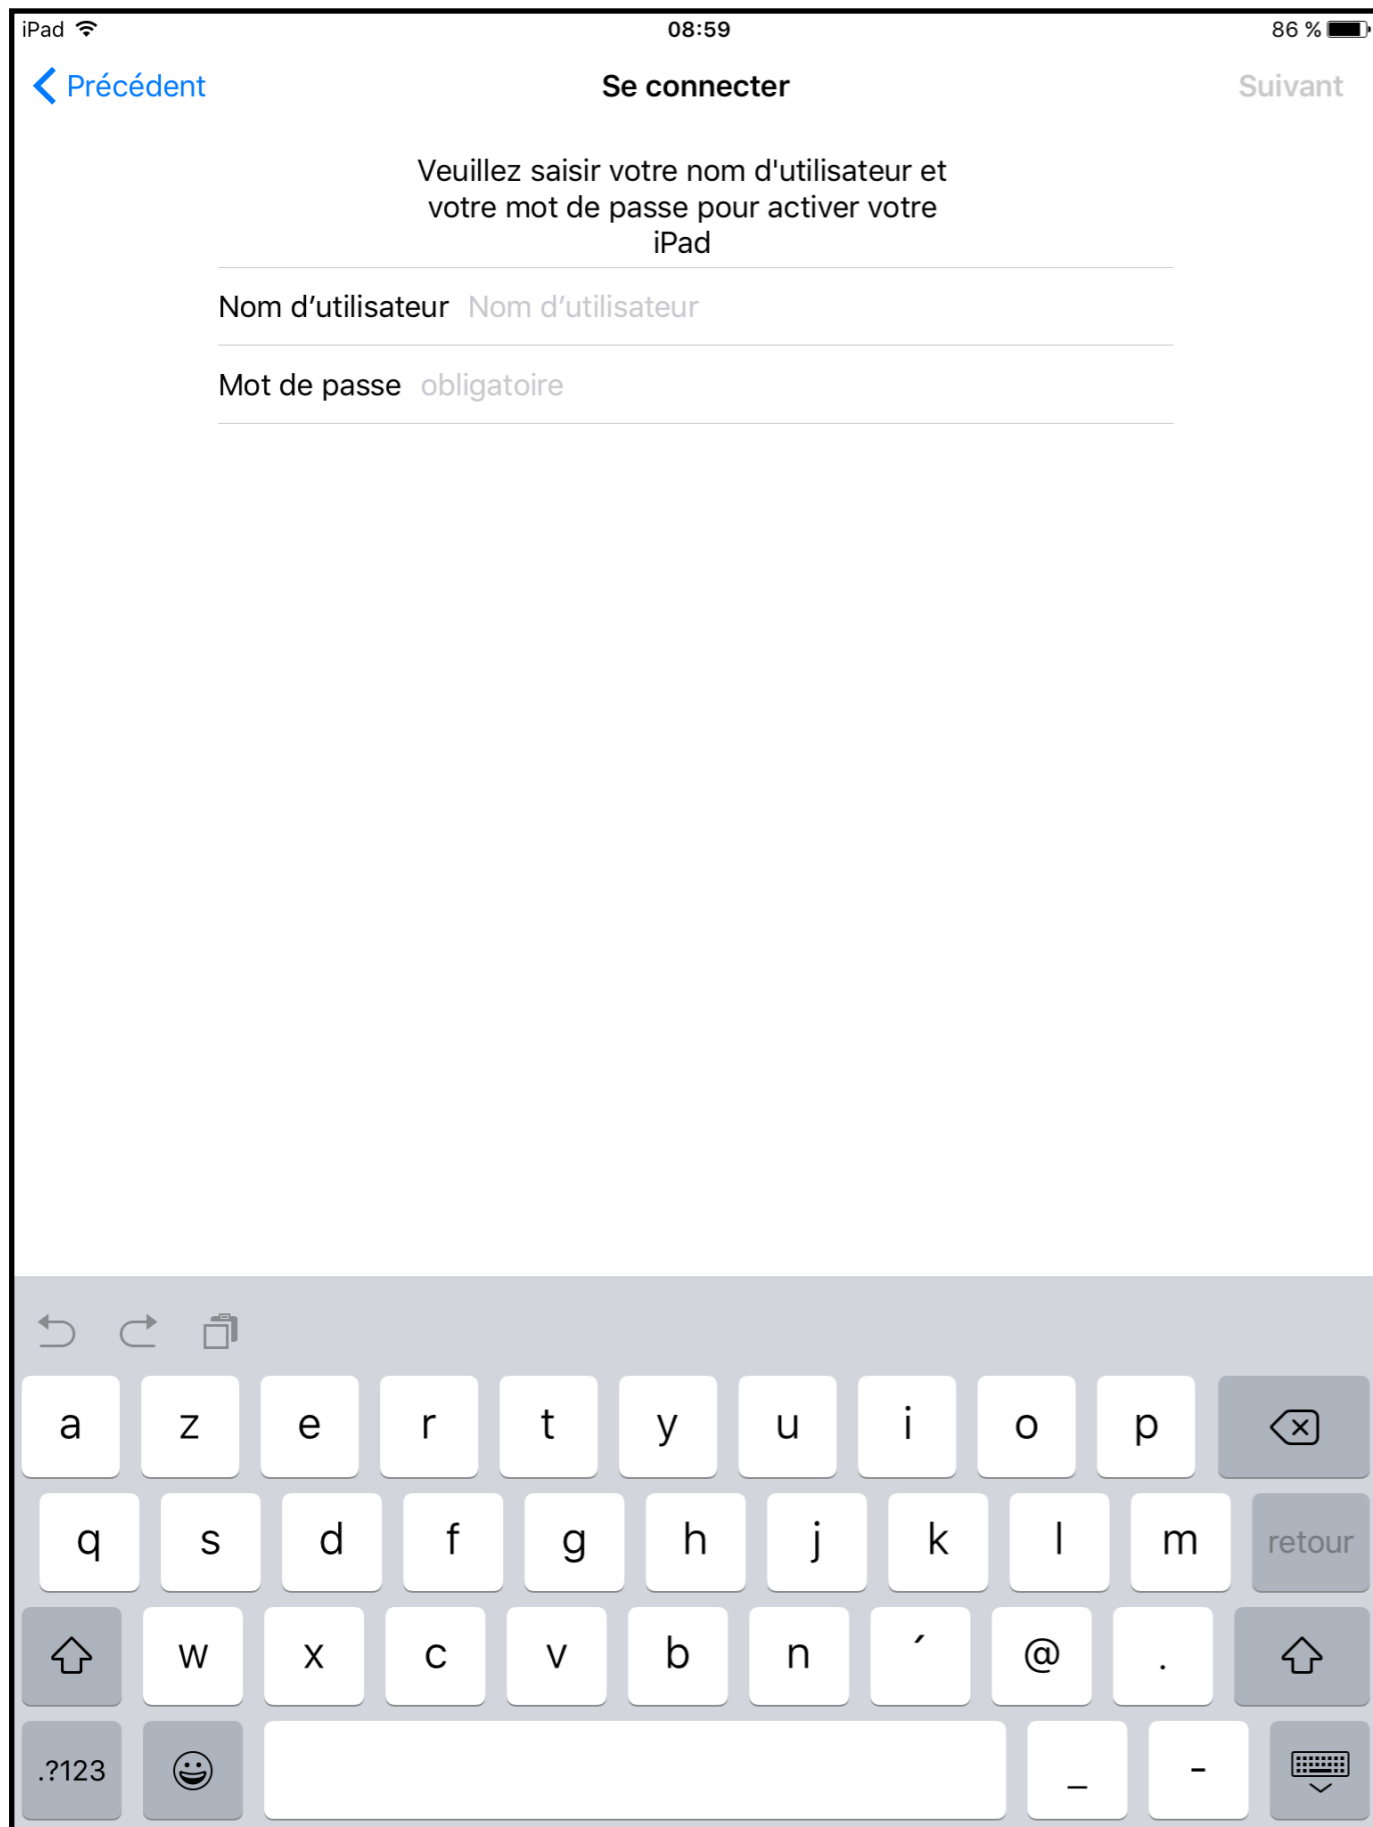 iPad 08:59 86 %
Précédent Se connecter Suivant
Veuillez saisir votre nom d'utilisateur et
votre mot de passe pour activer votre
iPad
Nom d’utilisateur Nom d’utilisateur
Mot de passe obligatoire
a z e r t y u i o p
q s d f g h j k l m retour
w x c v b n ´ @ .
.?123 _ -